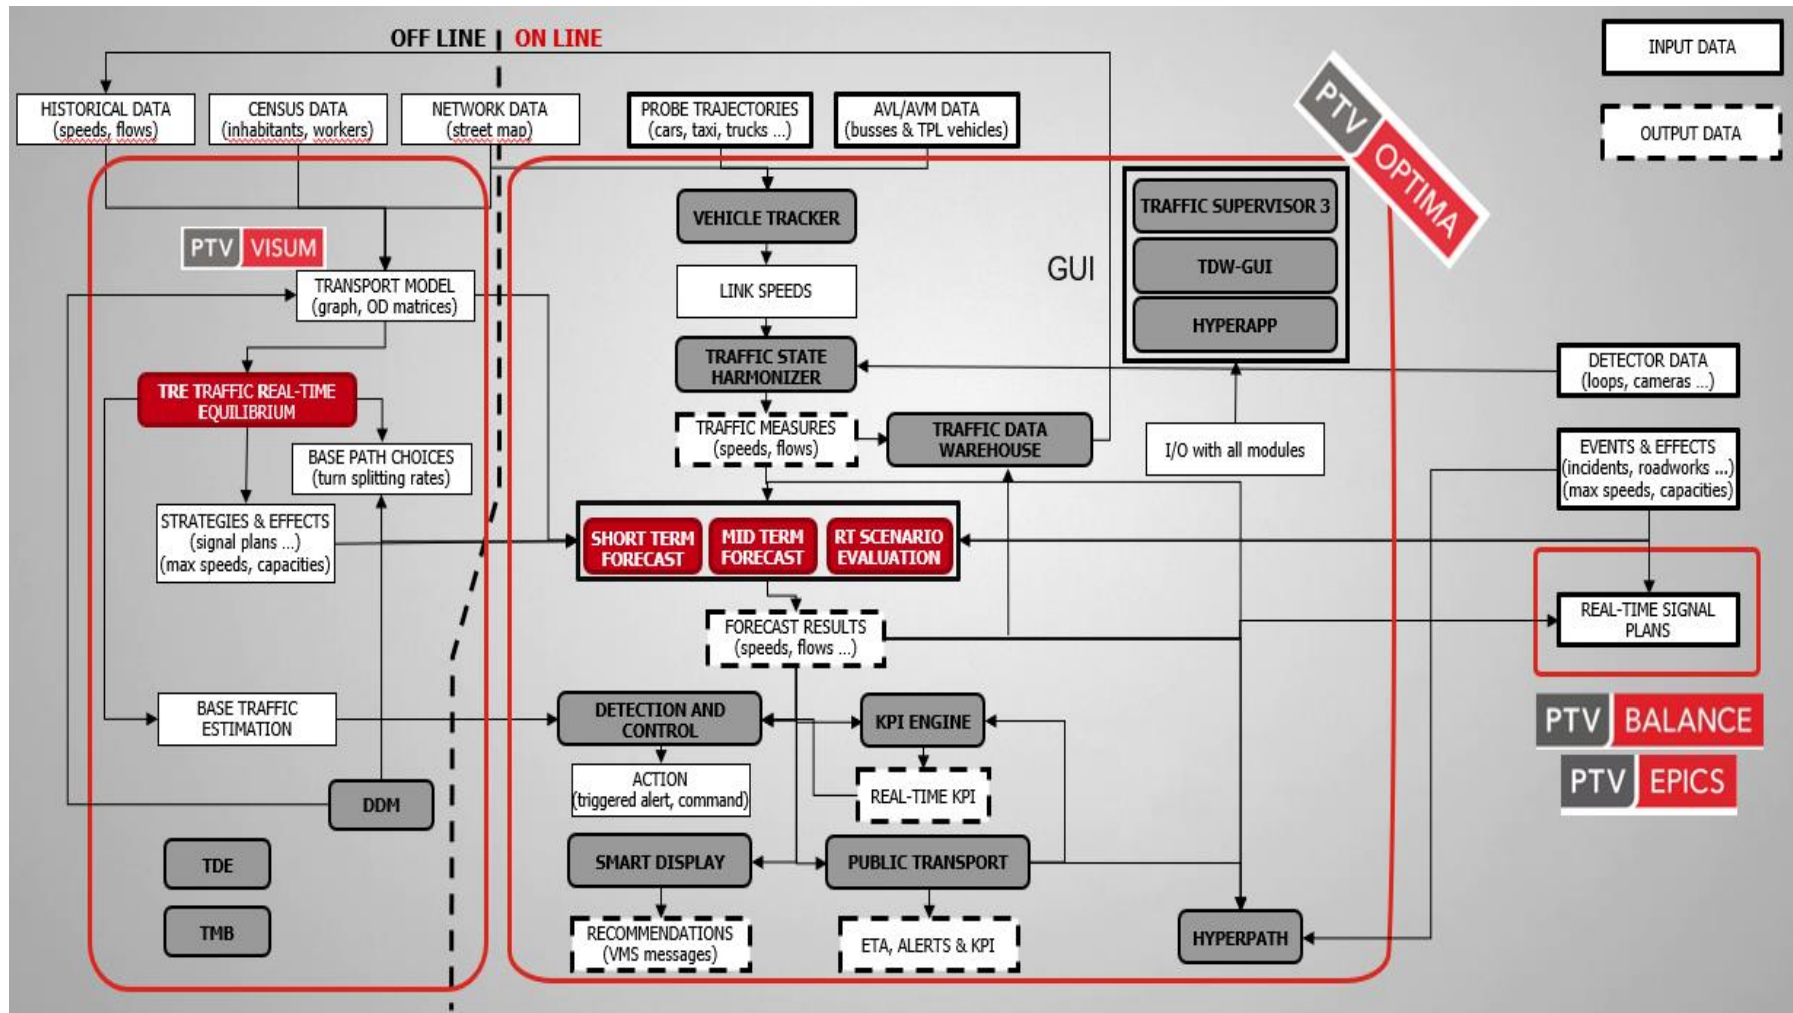 OFF LINE
ON LINE
INPUT DATA
OUTPUT DATA
HISTORICAL DATA
(speeds, flows)
CENSUS DATA
(inhabitants, workers)
NETWORK DATA
(street map)
PROBE TRAJECTORIES
(cars, taxi, trucks ...)
AVL/AVM DATA
(busses & TPL vehicles)
PTV OPTIMA
PTV VISUM
VEHICLE TRACKER
GUI
TRAFFIC SUPERVISOR 3
TDW-GUI
HYPERAPP
TRANSPORT MODEL
(graph, OD matrices)
LINK SPEEDS
TRAFFIC STATE
HARMONIZER
DETECTOR DATA
(loops, cameras ...)
TRE TRAFFIC REAL-TIME
EQUILIBRIUM
TRAFFIC MEASURES
(speeds, flows)
TRAFFIC DATA
WAREHOUSE
I/O with all modules
EVENTS & EFFECTS
(incidents, roadworks ...)
(max speeds, capacities)
BASE PATH CHOICES
(turn splitting rates)
STRATEGIES & EFFECTS
(signal plans ...)
(max speeds, capacities)
SHORT TERM
FORECAST
MID TERM
FORECAST
RT SCENARIO
EVALUATION
FORECAST RESULTS
(speeds, flows ...)
REAL-TIME SIGNAL
PLANS
BASE TRAFFIC
ESTIMATION
DETECTION AND
CONTROL
KPI ENGINE
PTV BALANCE
PTV EPICS
ACTION
(triggered alert, command)
REAL-TIME KPI
DDM
TDE
TMB
SMART DISPLAY
PUBLIC TRANSPORT
RECOMMENDATIONS
(VMS messages)
ETA, ALERTS & KPI
HYPERPATH